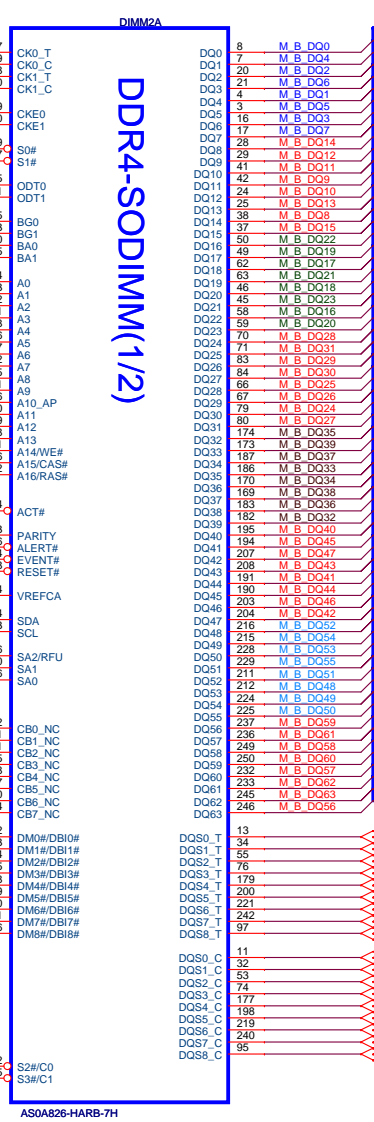 DIMM2A
CK0_T
CK0_C
CK1_T
CK1_C
CKE0
CKE1
S0#
S1#
ODT0
ODT1
BG0
BG1
BA0
BA1
A0
A1
A2
A3
A4
A5
A6
A7
A8
A9
A10_AP
A11
A12
A13
A14/WE#
A15/CAS#
A16/RAS#
ACT#
PARITY
ALERT#
EVENT#
RESET#
VREFCA
SDA
SCL
SA2/RFU
SA1
SA0
CB0_NC
CB1_NC
CB2_NC
CB3_NC
CB4_NC
CB5_NC
CB6_NC
CB7_NC
DM0#/DBI0#
DM1#/DBI1#
DM2#/DBI2#
DM3#/DBI3#
DM4#/DBI4#
DM5#/DBI5#
DM6#/DBI6#
DM7#/DBI7#
DM8#/DBI8#
S2#/C0
S3#/C1
DDR4-SODIMM(1/2)
DQ0 8 M_B_DQ0
DQ1 7 M_B_DQ4
DQ2 20 M_B_DQ2
DQ3 21 M_B_DQ6
DQ4 4 M_B_DQ1
DQ5 3 M_B_DQ5
DQ6 16 M_B_DQ3
DQ7 17 M_B_DQ7
DQ8 28 M_B_DQ14
DQ9 29 M_B_DQ12
DQ10 41 M_B_DQ11
DQ11 42 M_B_DQ9
DQ12 24 M_B_DQ10
DQ13 25 M_B_DQ13
DQ14 38 M_B_DQ8
DQ15 37 M_B_DQ15
DQ16 50 M_B_DQ22
DQ17 49 M_B_DQ19
DQ18 62 M_B_DQ17
DQ19 63 M_B_DQ21
DQ20 46 M_B_DQ18
DQ21 45 M_B_DQ23
DQ22 58 M_B_DQ16
DQ23 59 M_B_DQ20
DQ24 70 M_B_DQ28
DQ25 71 M_B_DQ31
DQ26 83 M_B_DQ29
DQ27 84 M_B_DQ30
DQ28 66 M_B_DQ25
DQ29 67 M_B_DQ26
DQ30 79 M_B_DQ24
DQ31 80 M_B_DQ27
DQ32 174 M_B_DQ35
DQ33 173 M_B_DQ39
DQ34 187 M_B_DQ37
DQ35 186 M_B_DQ33
DQ36 170 M_B_DQ34
DQ37 169 M_B_DQ38
DQ38 183 M_B_DQ36
DQ39 182 M_B_DQ32
DQ40 195 M_B_DQ40
DQ41 194 M_B_DQ45
DQ42 207 M_B_DQ47
DQ43 208 M_B_DQ43
DQ44 191 M_B_DQ41
DQ45 190 M_B_DQ44
DQ46 203 M_B_DQ46
DQ47 204 M_B_DQ42
DQ48 216 M_B_DQ52
DQ49 215 M_B_DQ54
DQ50 228 M_B_DQ53
DQ51 229 M_B_DQ55
DQ52 211 M_B_DQ51
DQ53 212 M_B_DQ48
DQ54 224 M_B_DQ49
DQ55 225 M_B_DQ50
DQ56 237 M_B_DQ59
DQ57 236 M_B_DQ61
DQ58 249 M_B_DQ58
DQ59 250 M_B_DQ60
DQ60 232 M_B_DQ57
DQ61 233 M_B_DQ62
DQ62 245 M_B_DQ63
DQ63 246 M_B_DQ56
DQS0_T 13
DQS1_T 34
DQS2_T 55
DQS3_T 76
DQS4_T 179
DQS5_T 200
DQS6_T 221
DQS7_T 242
DQS8_T 97
DQS0_C 11
DQS1_C 32
DQS2_C 53
DQS3_C 74
DQS4_C 177
DQS5_C 198
DQS6_C 219
DQS7_C 240
DQS8_C 95
AS0A826-HARB-7H